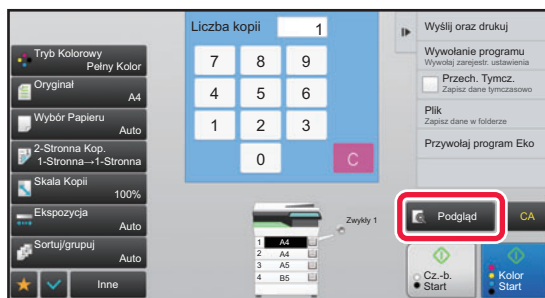 Liczba kopii
1
Tryb Kolorowy
Pełny Kolor
Oryginał
A4
Wybór Papieru
Auto
2-Stronna Kop.
1-Stronna→1-Stronna
Skala Kopii
100%
Ekspozycja
Auto
Sortuj/grupuj
Auto
Inne
7 8 9
4 5 6
1 2 3
0 C
Zwykły 1
1 A4
2 A4
3 A5
4 B5
Wyślij oraz drukuj
Wywołanie programu
Wywołaj zarejestr. ustawienia
Przech. Tymcz.
Zapisz dane tymczasowo
Plik
Zapisz dane w folderze
Przywołaj program Eko
Podgląd
CA
Cz.-b.
Start
Kolor
Start